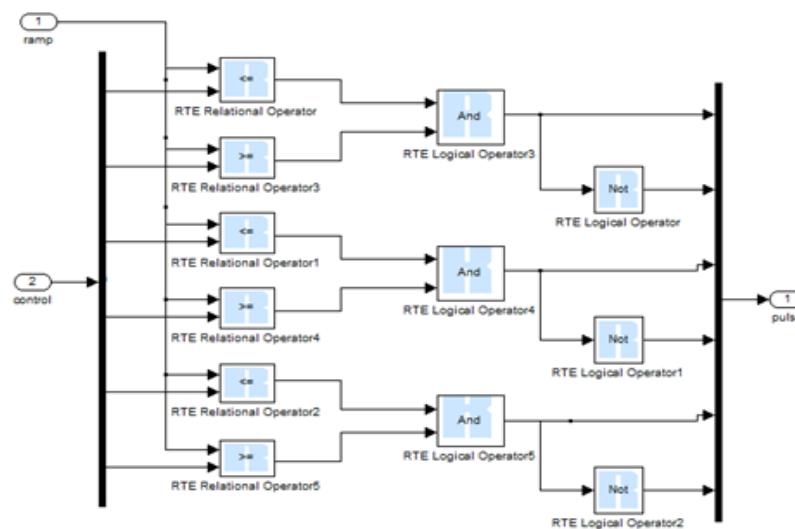 1
ramp
<=
RTE Relational Operator
>=
RTE Relational Operator3
And
RTE Logical Operator3
Not
RTE Logical Operator
<=
RTE Relational Operator1
2
control
>=
RTE Relational Operator4
And
RTE Logical Operator4
1
puls
Not
RTE Logical Operator1
<=
RTE Relational Operator2
>=
RTE Relational Operator5
And
RTE Logical Operator5
Not
RTE Logical Operator2